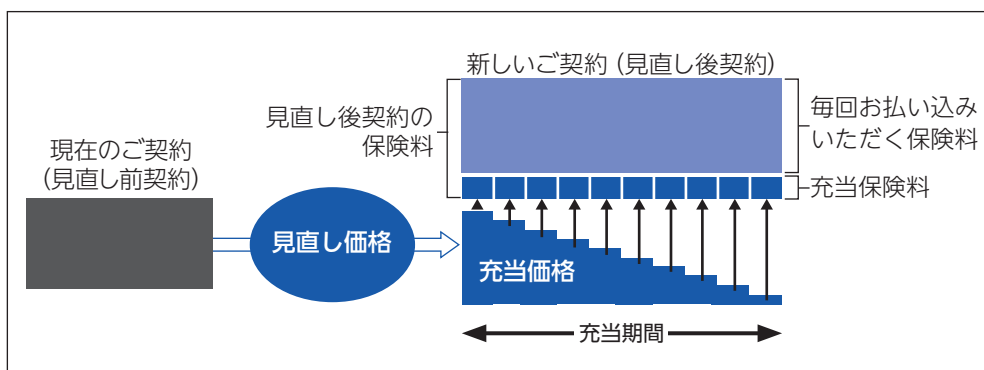 新しいご契約（見直し後契約）
見直し後契約の
保険料
毎回お払い込み
いただく保険料
現在のご契約
（見直し前契約）
充当保険料
見直し価格
充当価格
充当期間